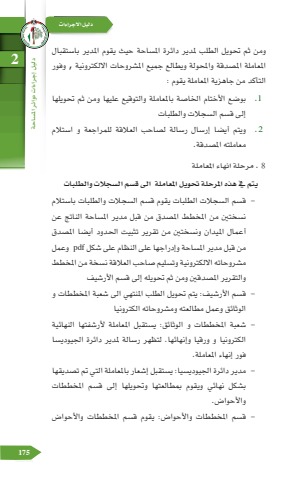 دليل الاجراءات
2
دليل اجراءات دوائر المساحة
ومن ثم تحويل الطلب لمدير دائرة المساحة حيث يقوم المدير باستقبال
المعاملة المصدقة والمحولة ويطالع جميع المشروحات الالكترونية , وفور
التأكد من جاهزية المعاملة يقوم :
1. بوضع الأختام الخاصة بالمعاملة والتوقيع عليها ومن ثم تحويلها
إلى قسم السجلات والطلبات
2. ويتم أيضا إرسال رسالة لصاحب العلاقة للمراجعة و استلام
معاملته المصدقة.
8 . مرحلة انهاء المعاملة
يتم في هذه المرحلة تحويل المعاملة الى قسم السجلات والطلبات
- قسم السجلات الطلبات يقوم قسم السجلات والطلبات باستلام
نسختين من المخطط المصدق من قبل مدير المساحة الناتج عن
أعمال الميدان ونسختين من تقرير تثبيت الحدود أيضا المصدق
من قبل مدير المساحة وإدراجها على النظام على شكل pdf وعمل
مشروحاته الالكترونية وتسليم صاحب العلاقة نسخة من المخطط
والتقرير المصدقين ومن ثم تحويله إلى قسم الأرشيف
- قسم الأرشيف: يتم تحويل الطلب المنتهي الى شعبة المخططات و
الوثائق وعمل مطالعته ومشروحاته الكترونيا
- شعبة المخططات و الوثائق: يستقبل المعاملة لأرشفتها النهائية
الكترونيا و ورقيا وإنهائها. لتظهر رسالة لمدير دائرة الجيوديسيا
فور إنهاء المعاملة.
- مدير دائرة الجيوديسيا: يستقبل إشعار بالمعاملة التي تم تصديقها
بشكل نهائي ويقوم بمطالعتها وتحويلها إلى قسم المخططات
والأحواض.
- قسم المخططات والأحواض: يقوم قسم المخططات والأحواض
175